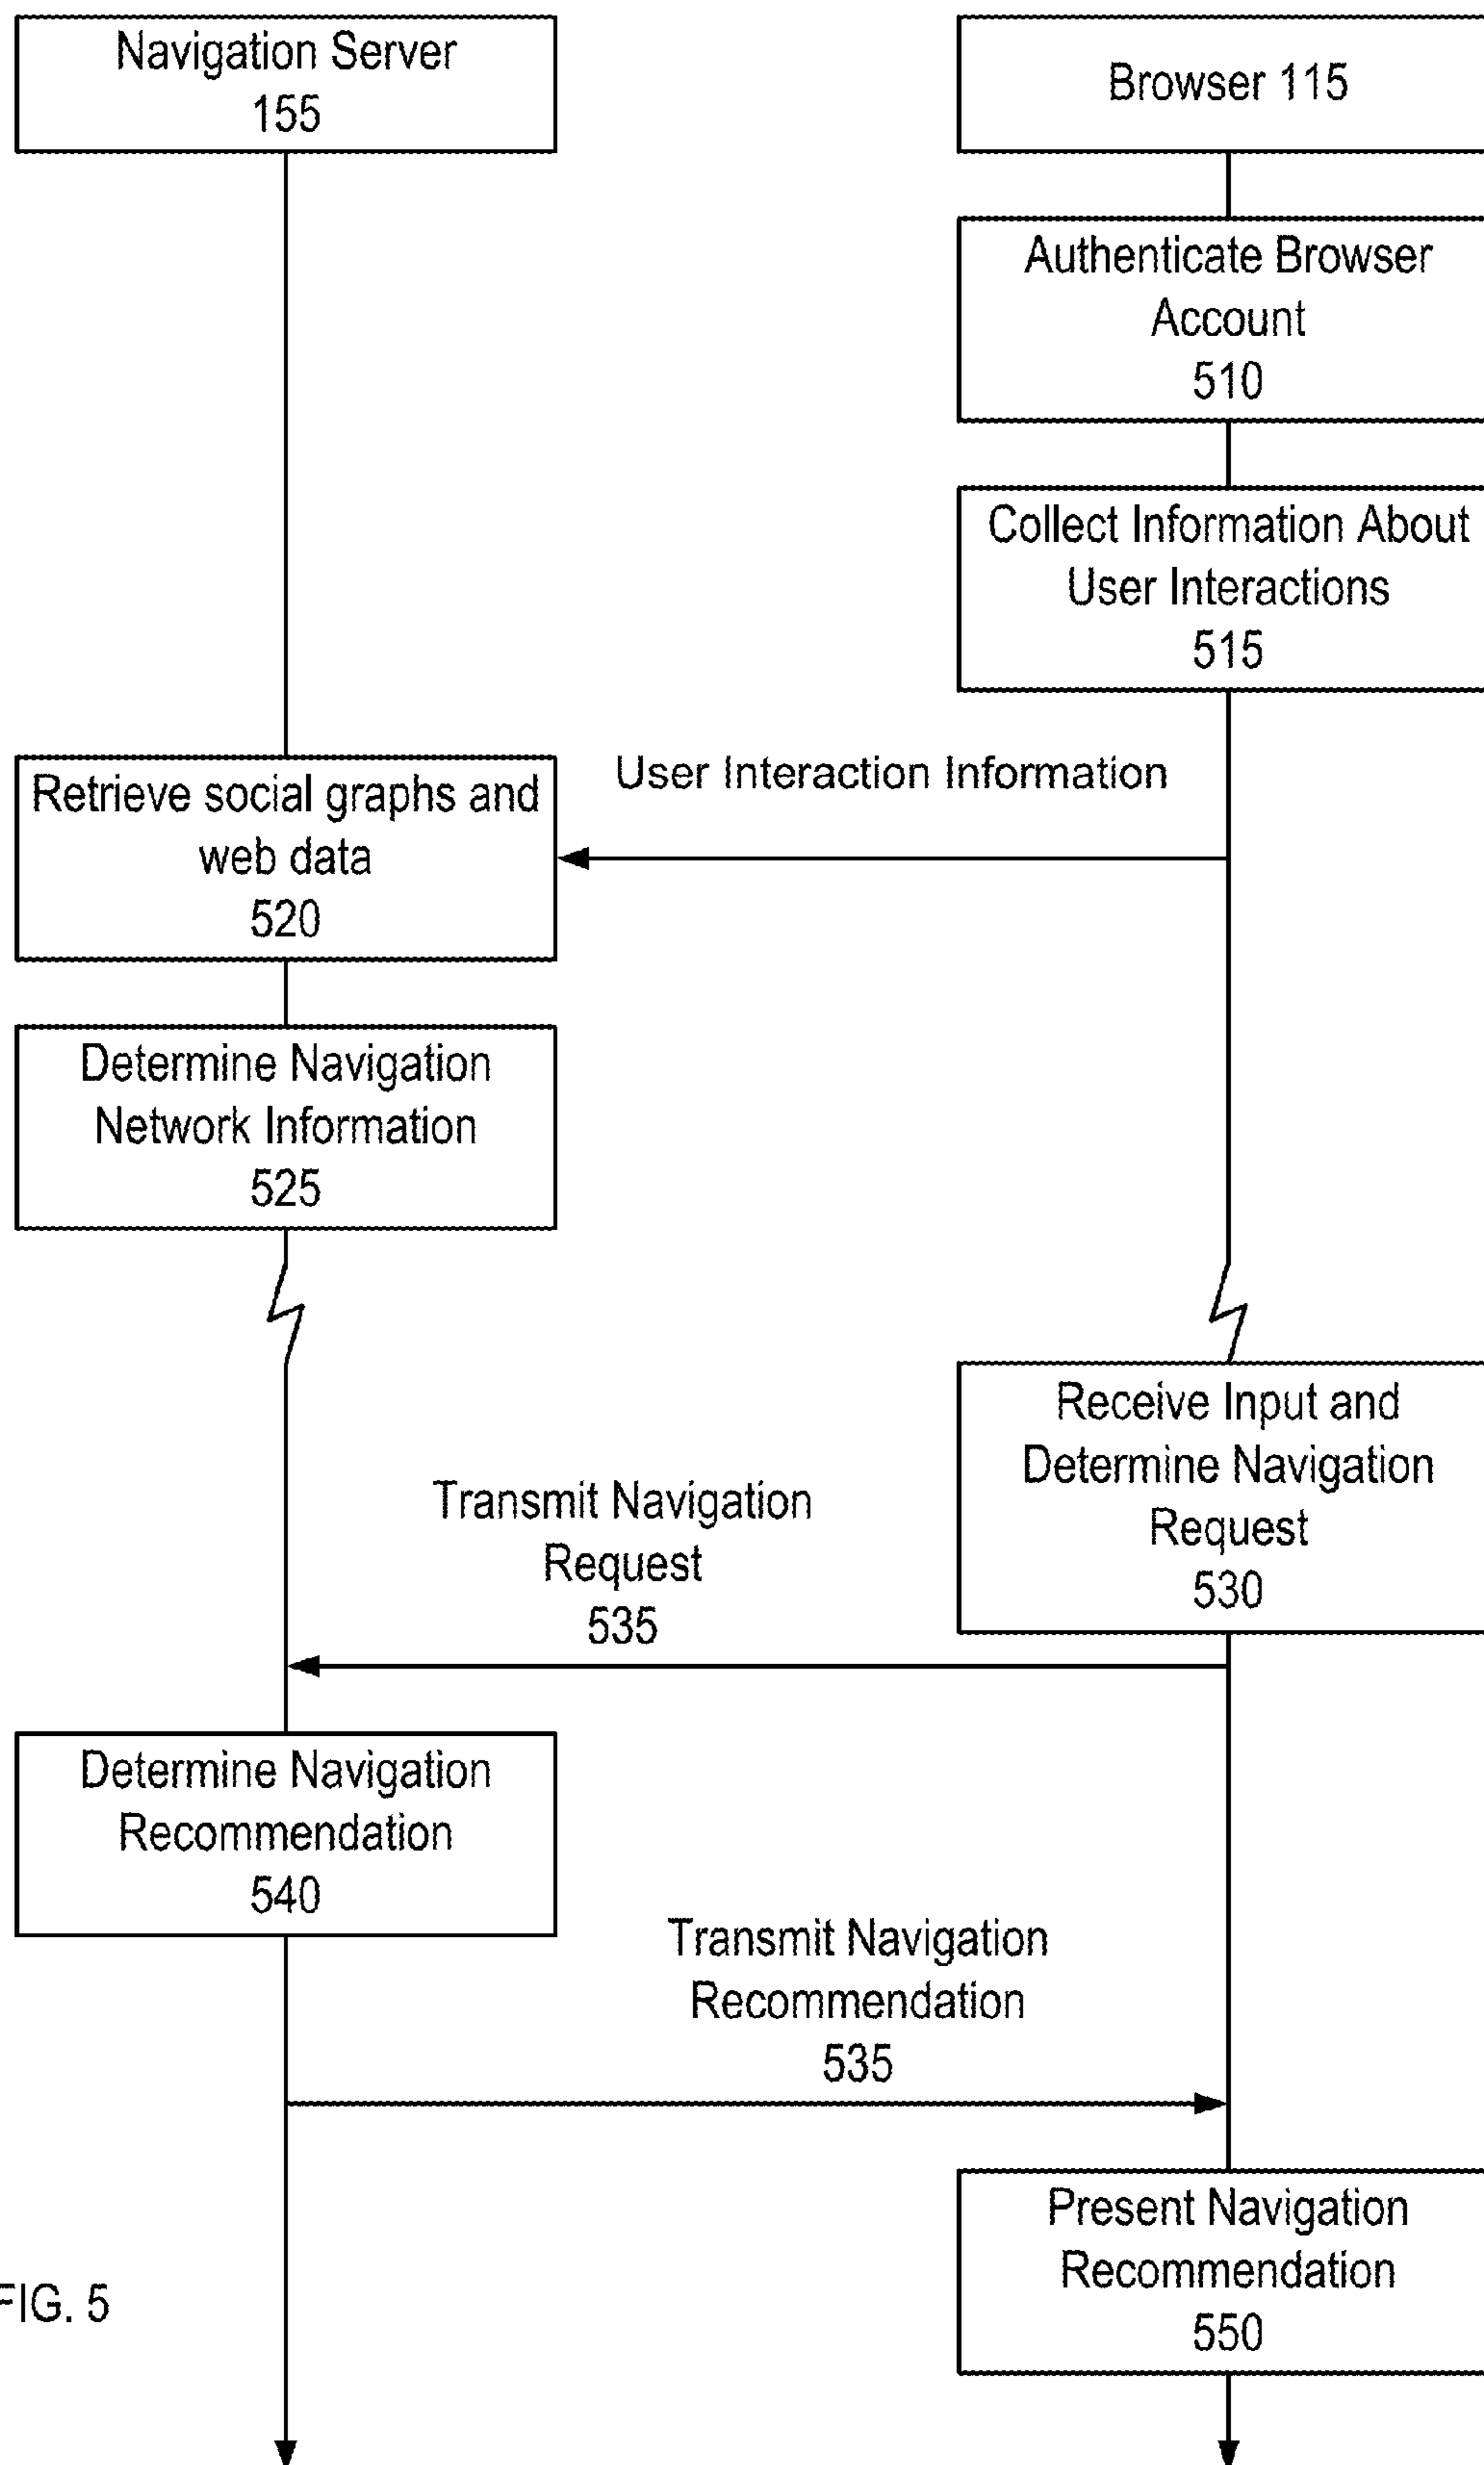 Navigation Server
155
Browser 115
Authenticate Browser
Account
510
Collect Information About
User Interactions
515
User Interaction Information
Retrieve social graphs and
web data
520
Determine Navigation
Network Information
525
Receive Input and
Determine Navigation
Request
530
Transmit Navigation
Request
535
Determine Navigation
Recommendation
540
Transmit Navigation
Recommendation
535
Present Navigation
Recommendation
550
FIG. 5